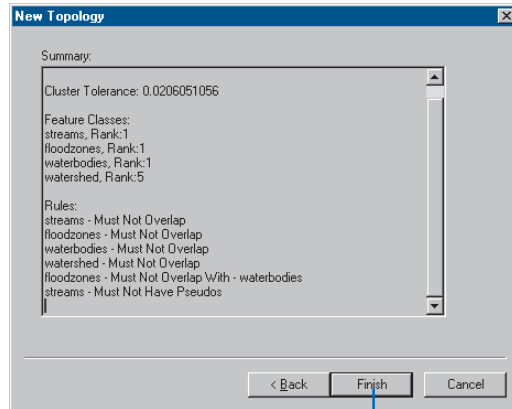 New Topology
Summary:
Cluster Tolerance: 0.0206051056
Feature Classes:
streams, Rank:1
floodzones, Rank:1
waterbodies, Rank:1
watershed, Rank:5
Rules:
streams - Must Not Overlap
floodzones - Must Not Overlap
waterbodies - Must Not Overlap
watershed - Must Not Overlap
floodzones - Must Not Overlap With - waterbodies
streams - Must Not Have Pseudos
< Back Finish Cancel